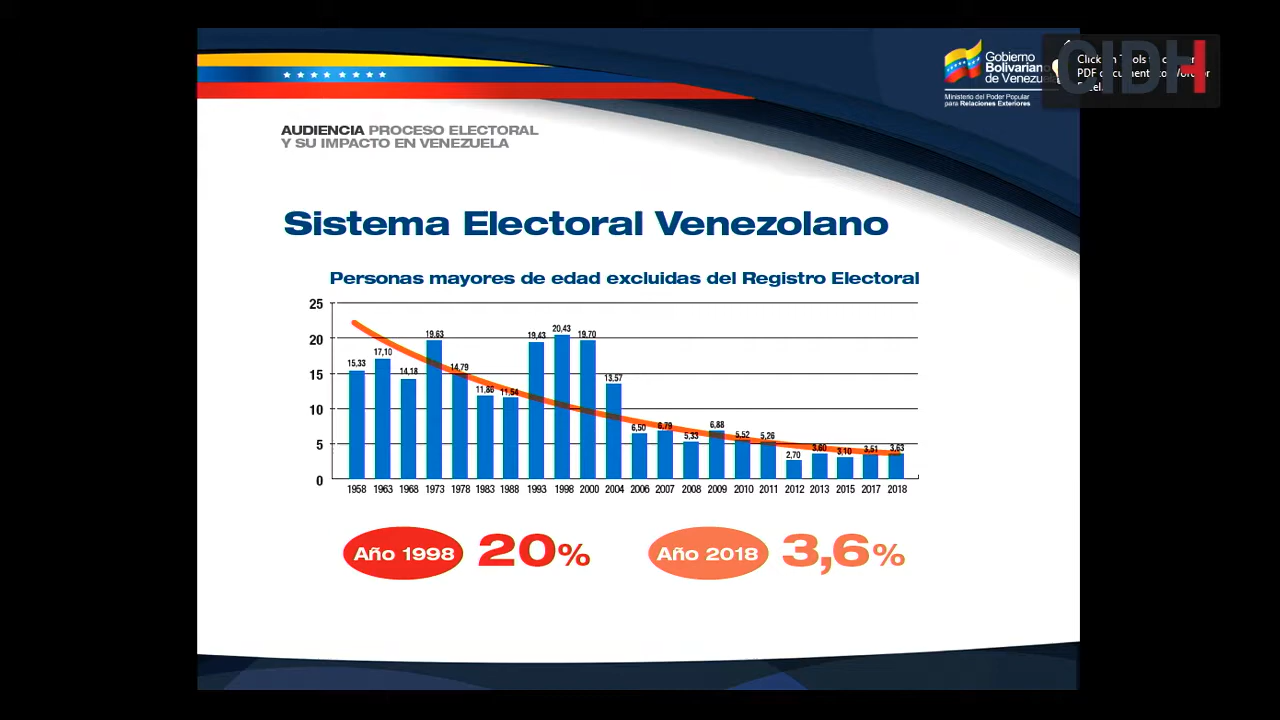 Gobierno
Bolivariano
de Venezuela
Ministerio del Poder Popular
para Relaciones Exteriores
CIDH
AUDIENCIA PROCESO ELECTORAL
Y SU IMPACTO EN VENEZUELA
Sistema Electoral Venezolano
Personas mayores de edad excluidas del Registro Electoral
25
20
15
10
5
0
15,33
17,10
14,18
19,63
14,79
11,86
11,54
19,43
20,43
19,70
13,57
6,50
6,79
5,33
6,88
5,52
5,26
2,70
3,60
3,10
3,51
3,63
1958 1963 1968 1973 1978 1983 1988 1993 1998 2000 2004 2006 2007 2008 2009 2010 2011 2012 2013 2015 2017 2018
Año 1998 20%
Año 2018 3,6%